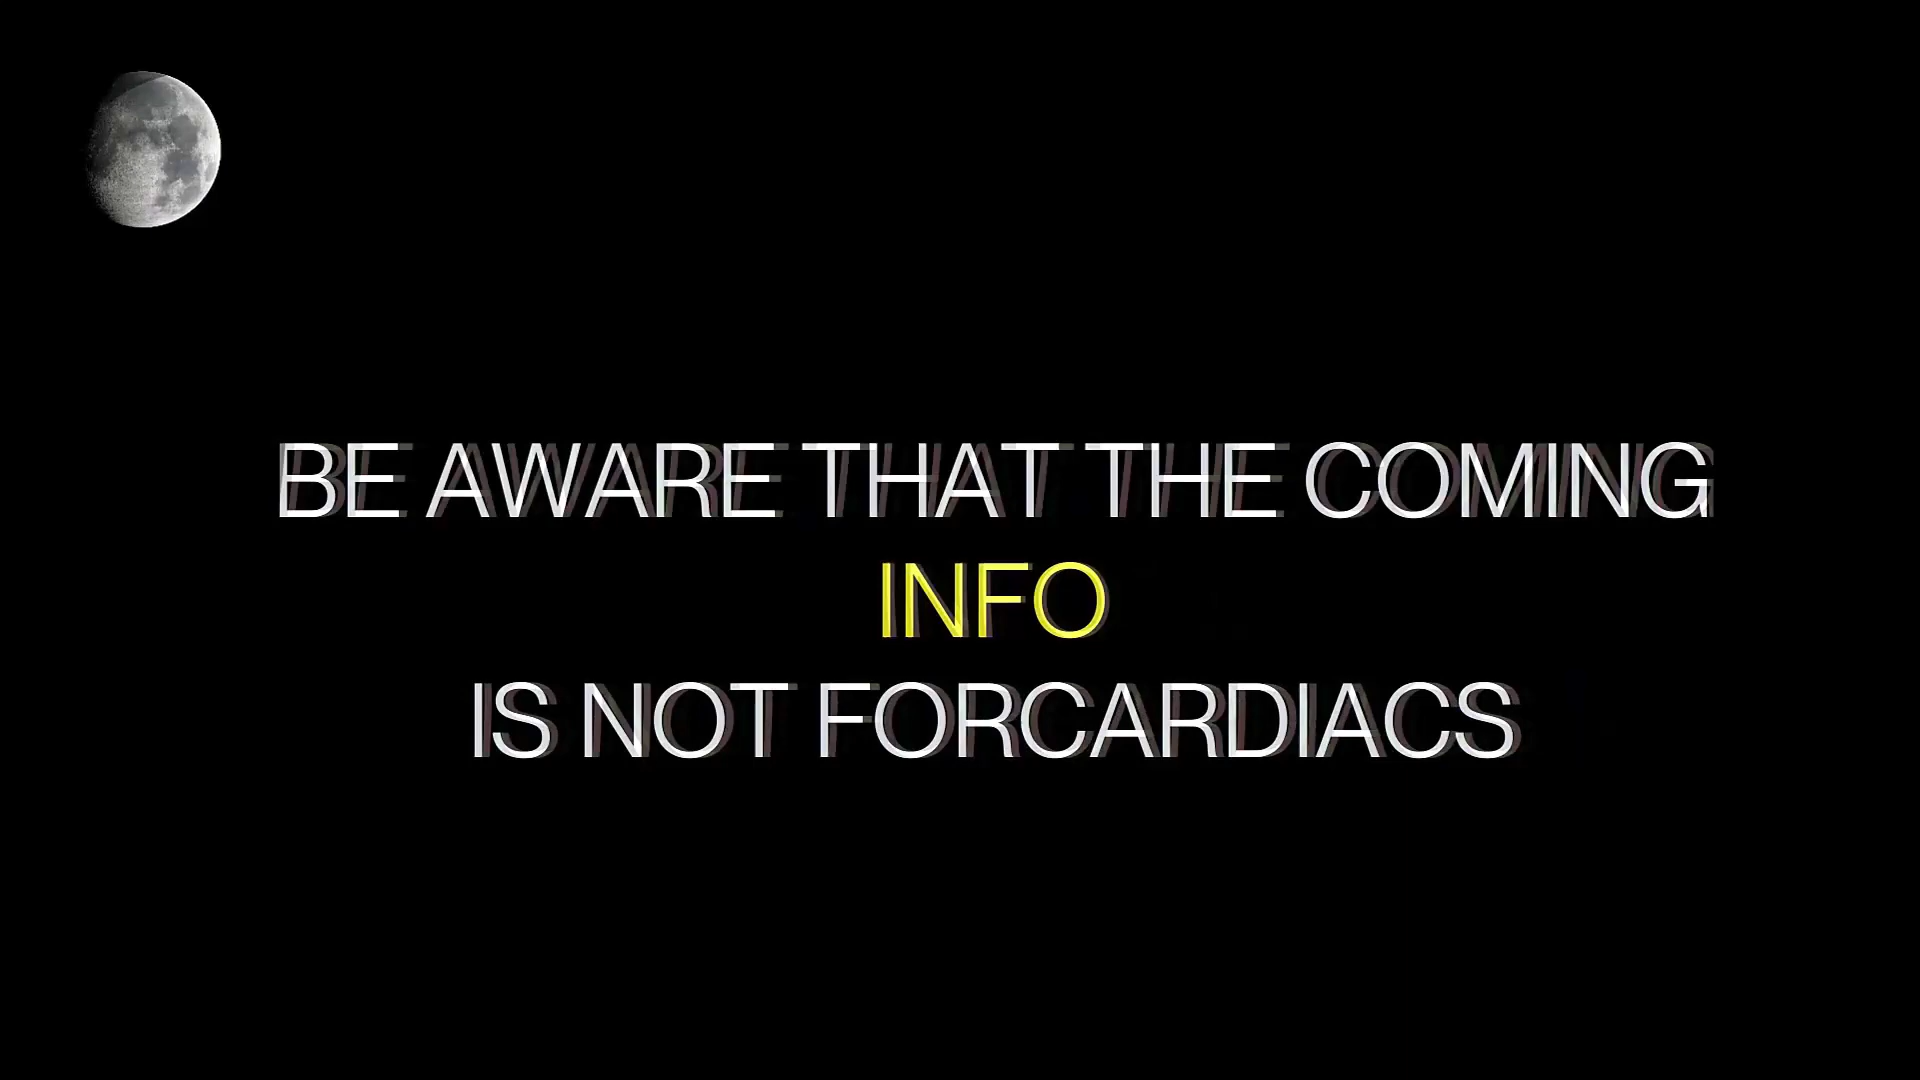 BE AWARE THAT THE COMING
INFO
IS NOT FORCARDIACS